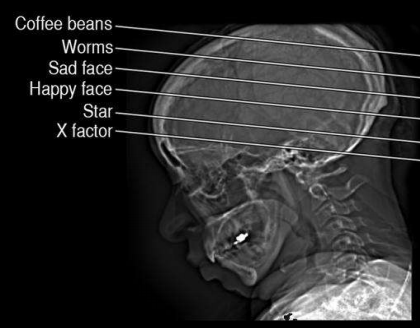 Coffee beans
Worms
Sad face
Happy face
Star
X factor